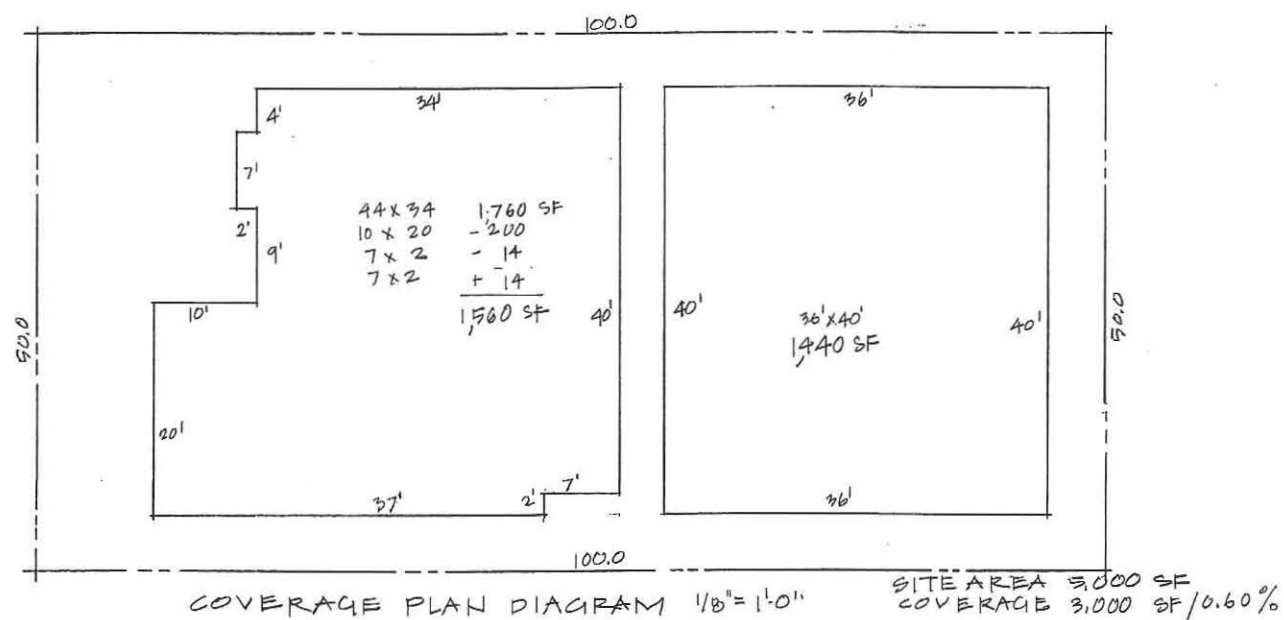 100.0
34'
36'
4'
7'
2'
9'
44 x 34 1,760 SF
10 x 20 - 200
7 x 2 - 14
7 x 2 + 14
1,560 SF
10'
40'
40'
36' x 40'
1,440 SF
40'
50.0
50.0
20'
37'
2'
7'
36'
100.0
COVERAGE PLAN DIAGRAM 1/8" = 1'-0"
SITE AREA 5,000 SF
COVERAGE 3,000 SF/0.60%